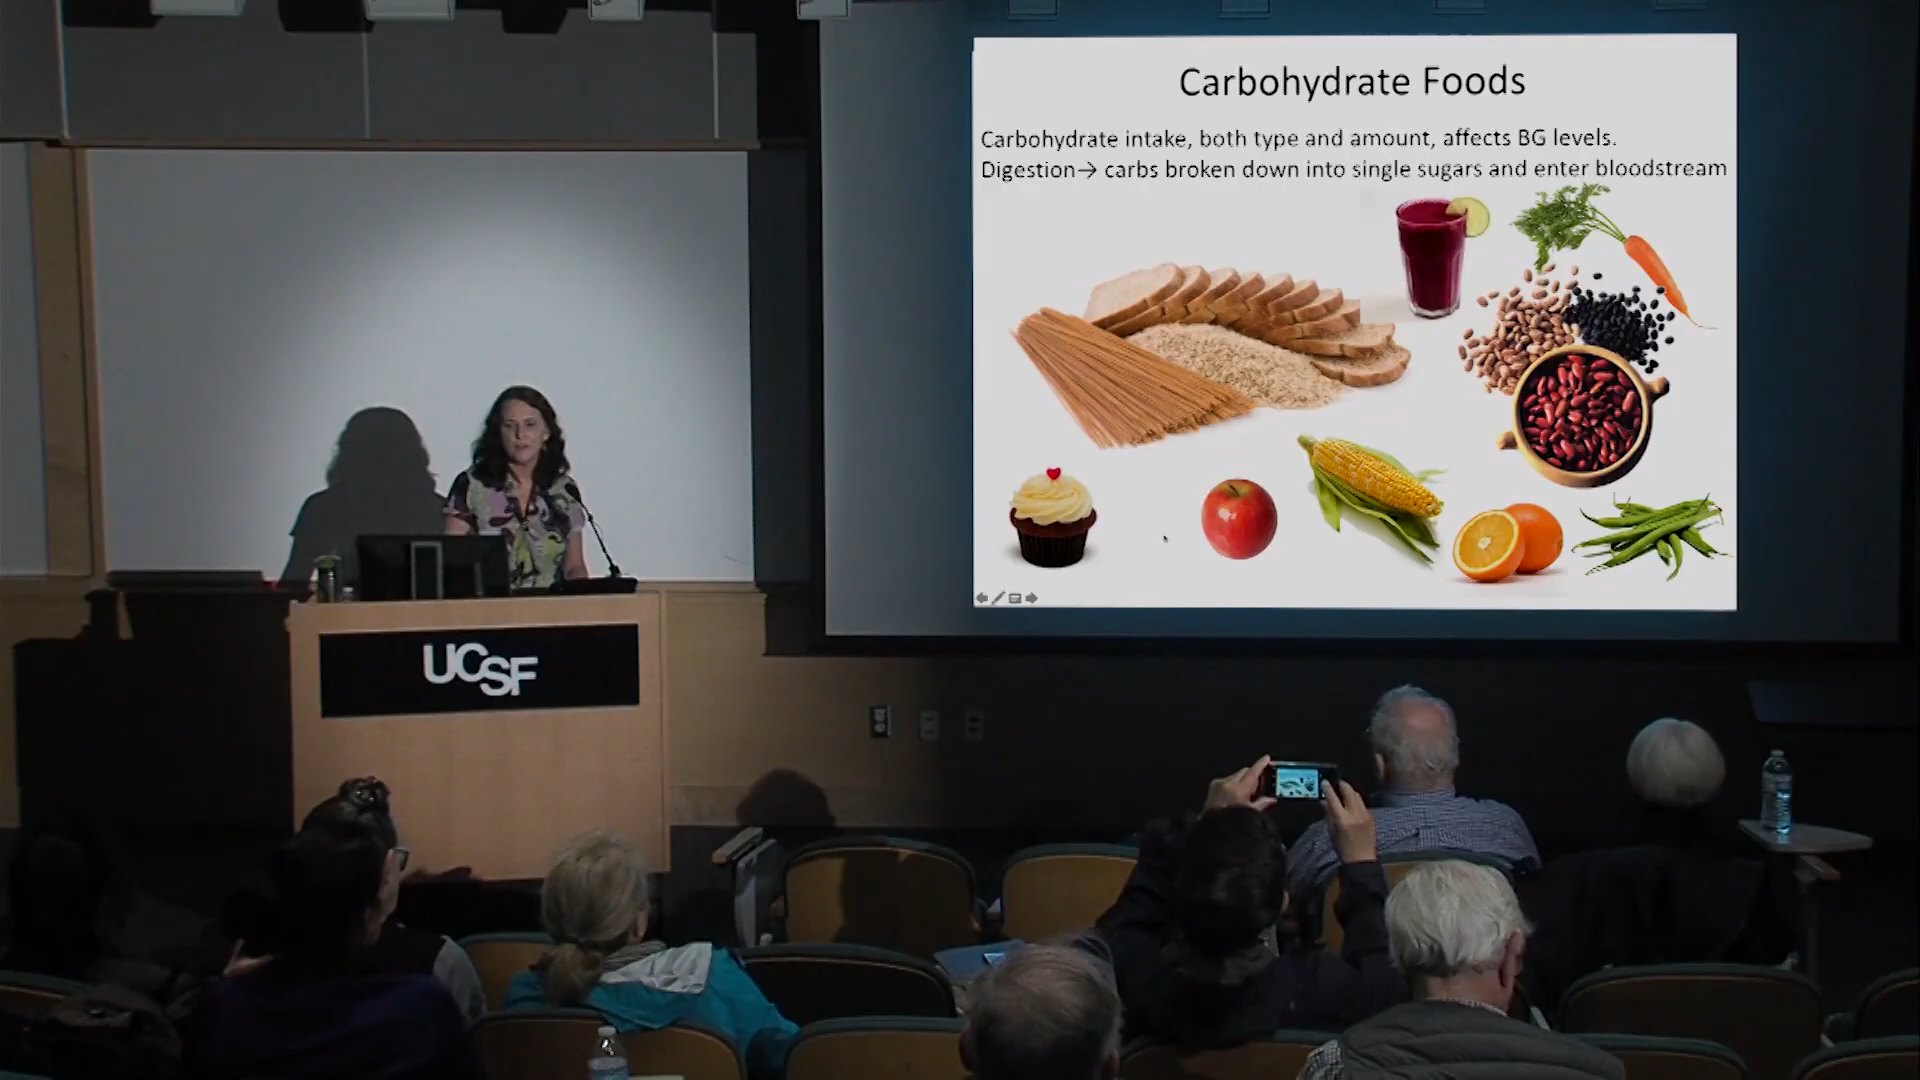 Carbohydrate Foods
Carbohydrate intake, both type and amount, affects BG levels.
Digestion→ carbs broken down into single sugars and enter bloodstream
UCSF